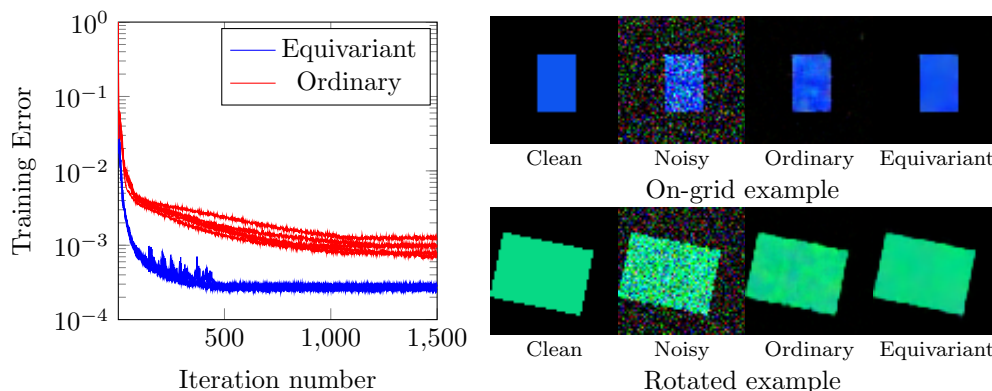 10^0
10^−1
10^−2
10^−3
10^−4
Training Error
Equivariant
Ordinary
500
1,000
1,500
Iteration number
Clean
Noisy
Ordinary
Equivariant
On-grid example
Clean
Noisy
Ordinary
Equivariant
Rotated example